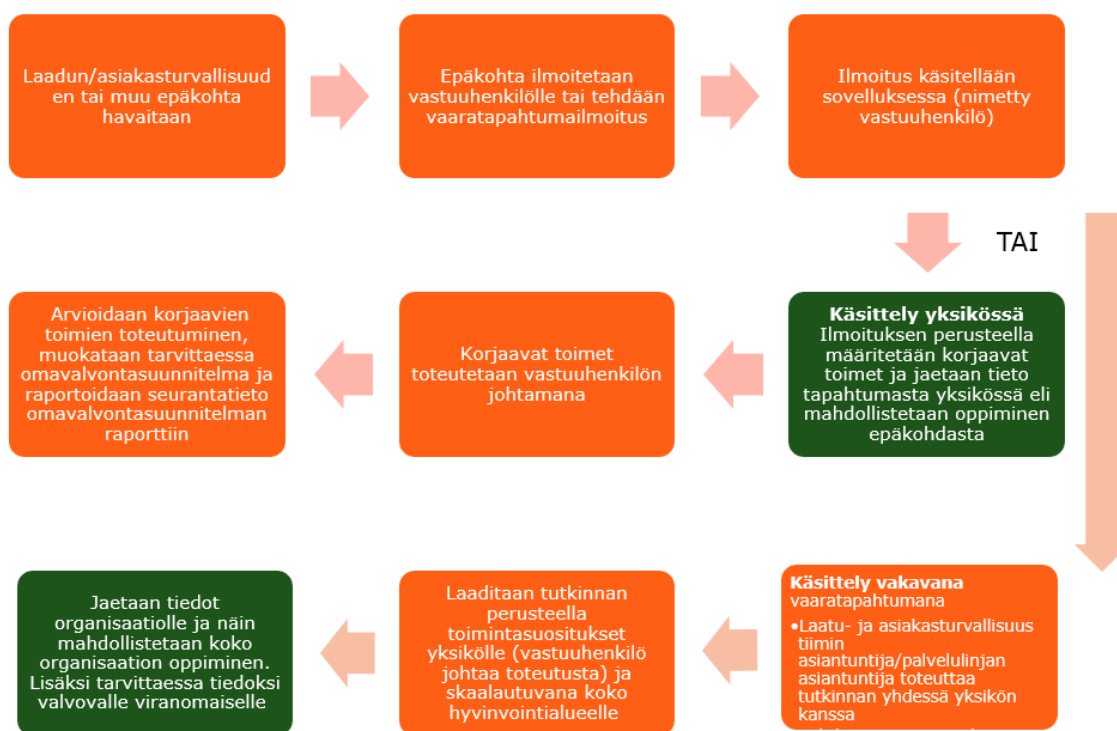 Laadun/asiakasturvallisuud
en tai muu epäkohta
havaitaan
Epäkohta ilmoitetaan
vastuuhenkilölle tai tehdään
vaaratapahtumailmoitus
Ilmoitus käsitellään
sovelluksessa (nimetty
vastuuhenkilö)
TAI
Käsittely yksikössä
Ilmoituksen perusteella
määritetään korjaavat
toimet ja jaetaan tieto
tapahtumasta yksikössä eli
mahdollistetaan oppiminen
epäkohdasta
Korjaavat toimet
toteutetaan vastuuhenkilön
johtamana
Arvioidaan korjaavien
toimien toteutuminen,
muokataan tarvittaessa
omavalvontasuunnitelma ja
raportoidaan seurantatieto
omavalvontasuunnitelman
raporttiin
Käsittely vakavana
vaaratapahtumana
•Laatu- ja asiakasturvallisuus
tiimin
asiantuntija/palvelulinjan
asiantuntija toteuttaa
tutkinnan yhdessä yksikön
kanssa
Laaditaan tutkinnan
perusteella
toimintasuositukset
yksikölle (vastuuhenkilö
johtaa toteutusta) ja
skaalautuvana koko
hyvinvointialueelle
Jaetaan tiedot
organisaatiolle ja näin
mahdollistetaan koko
organisaation oppiminen.
Lisäksi tarvittaessa tiedoksi
valvovalle viranomaiselle